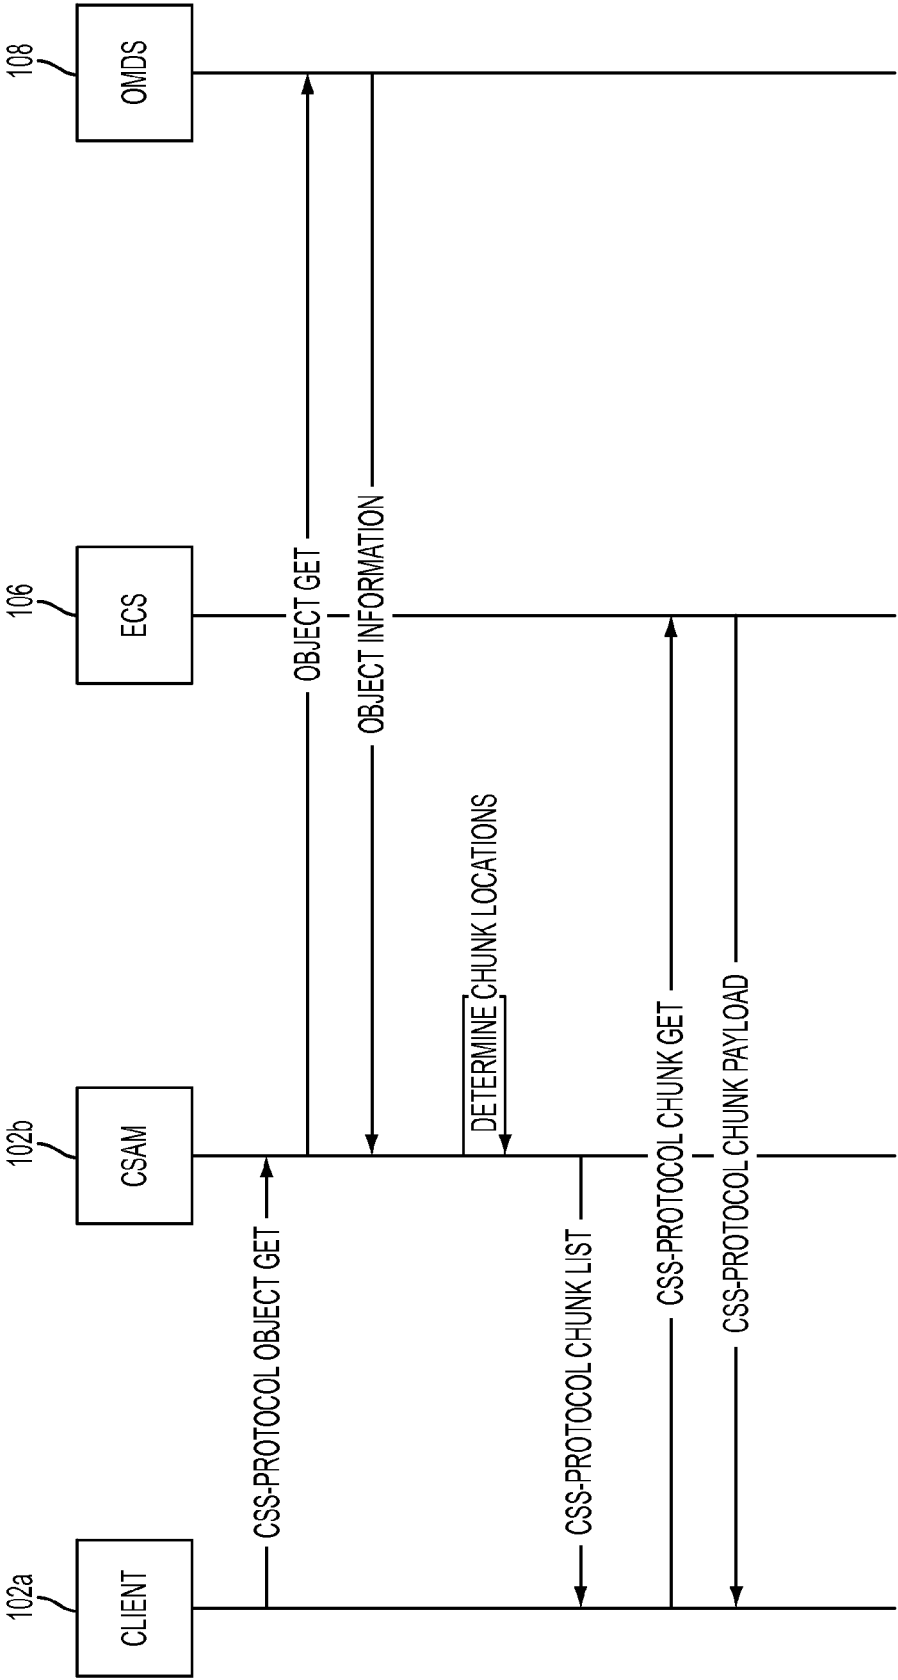 102a
102b
106
108
CLIENT
CSAM
ECS
OMDS
CSS-PROTOCOL OBJECT GET
OBJECT GET
OBJECT INFORMATION
DETERMINE CHUNK LOCATIONS
CSS-PROTOCOL CHUNK LIST
CSS-PROTOCOL CHUNK GET
CSS-PROTOCOL CHUNK PAYLOAD